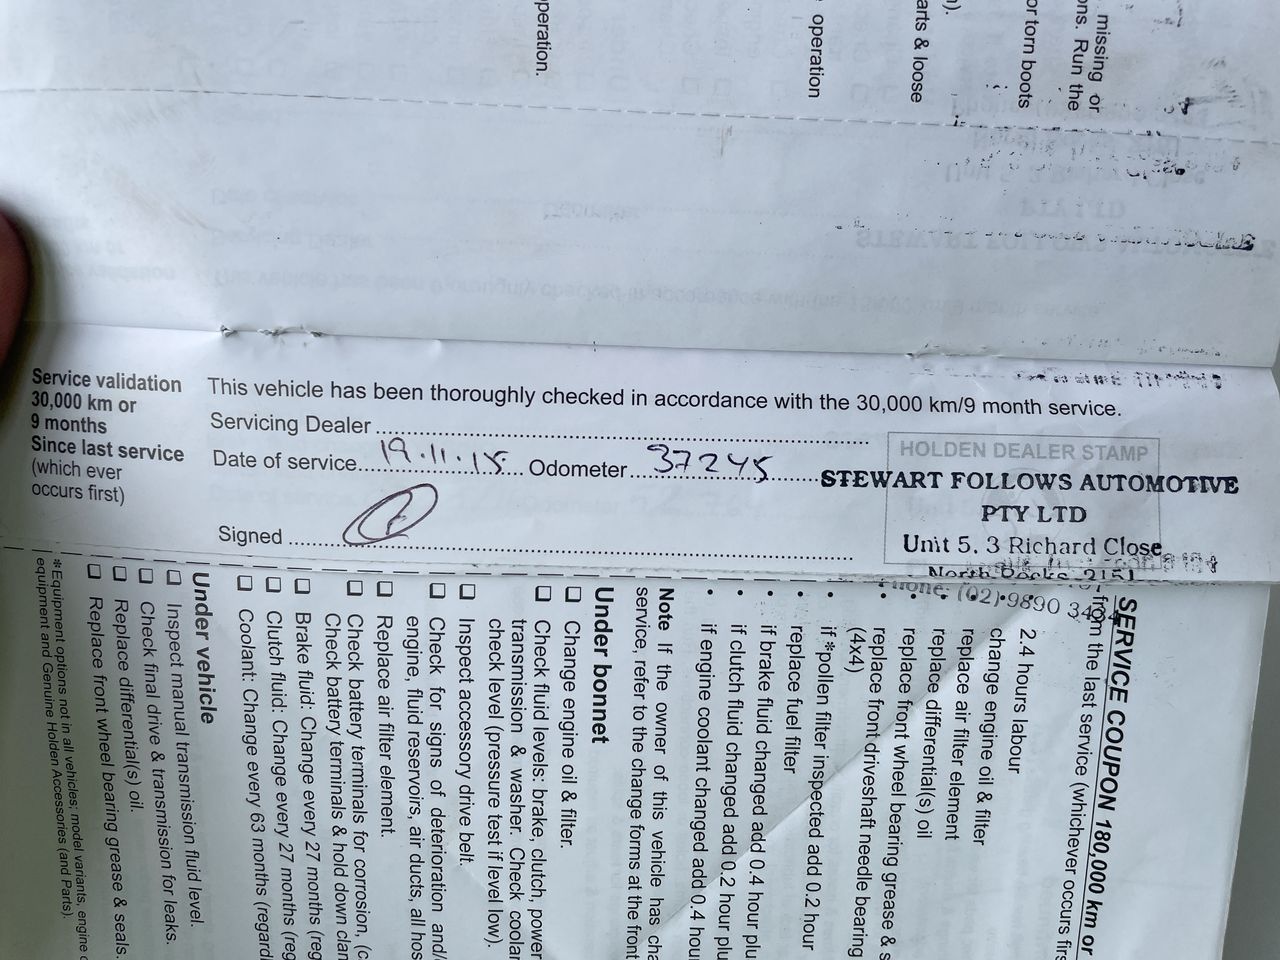 missing or
ons. Run the
or torn boots
n).
arts & loose
operation
peration.
Service validation
30,000 km or
9 months
Since last service
(which ever
occurs first)
This vehicle has been thoroughly checked in accordance with the 30,000 km/9 month service.
Servicing Dealer
Date of service 19.11.15 Odometer 37245
Signed
HOLDEN DEALER STAMP
STEWART FOLLOWS AUTOMOTIVE
PTY LTD
Unit 5, 3 Richard Close
North Rocks 2151
Phone: (02) 9890 3434
SERVICE COUPON 180,000 km or
from the last service (whichever occurs firs
• 2.4 hours labour
• change engine oil & filter
• replace air filter element
• replace differential(s) oil
• replace front wheel bearing grease & s
• replace front driveshaft needle bearing
(4x4)
• if *pollen filter inspected add 0.2 hour
• replace fuel filter
• if brake fluid changed add 0.4 hour plu
• if clutch fluid changed add 0.2 hour plu
• if engine coolant changed add 0.4 hou
Note If the owner of this vehicle has cha
service, refer to the change forms at the front
Under bonnet
Change engine oil & filter.
Check fluid levels: brake, clutch, power
transmission & washer. Check coolan
check level (pressure test if level low).
Inspect accessory drive belt.
Check for signs of deterioration and/
engine, fluid reservoirs, air ducts, all hos
Replace air filter element.
Check battery terminals for corrosion, (c
Check battery terminals & hold down clan
Brake fluid: Change every 27 months (reg
Clutch fluid: Change every 27 months (reg
Coolant: Change every 63 months (regard
Under vehicle
Inspect manual transmission fluid level.
Check final drive & transmission for leaks.
Replace differential(s) oil.
Replace front wheel bearing grease & seals.
*Equipment options not in all vehicles; model variants, engine c
equipment and Genuine Holden Accessories (and Parts).